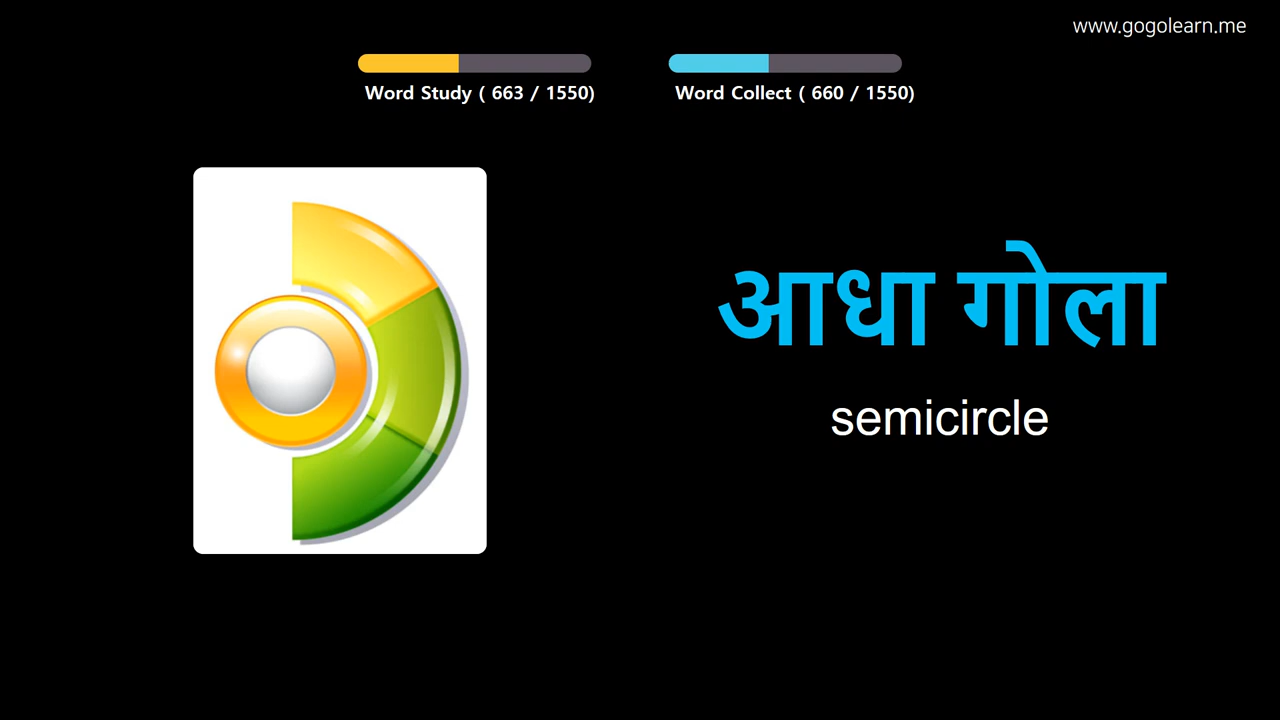 www.gogolearn.me
Word Study ( 663 / 1550)
Word Collect ( 660 / 1550)
आधा गोला
semicircle